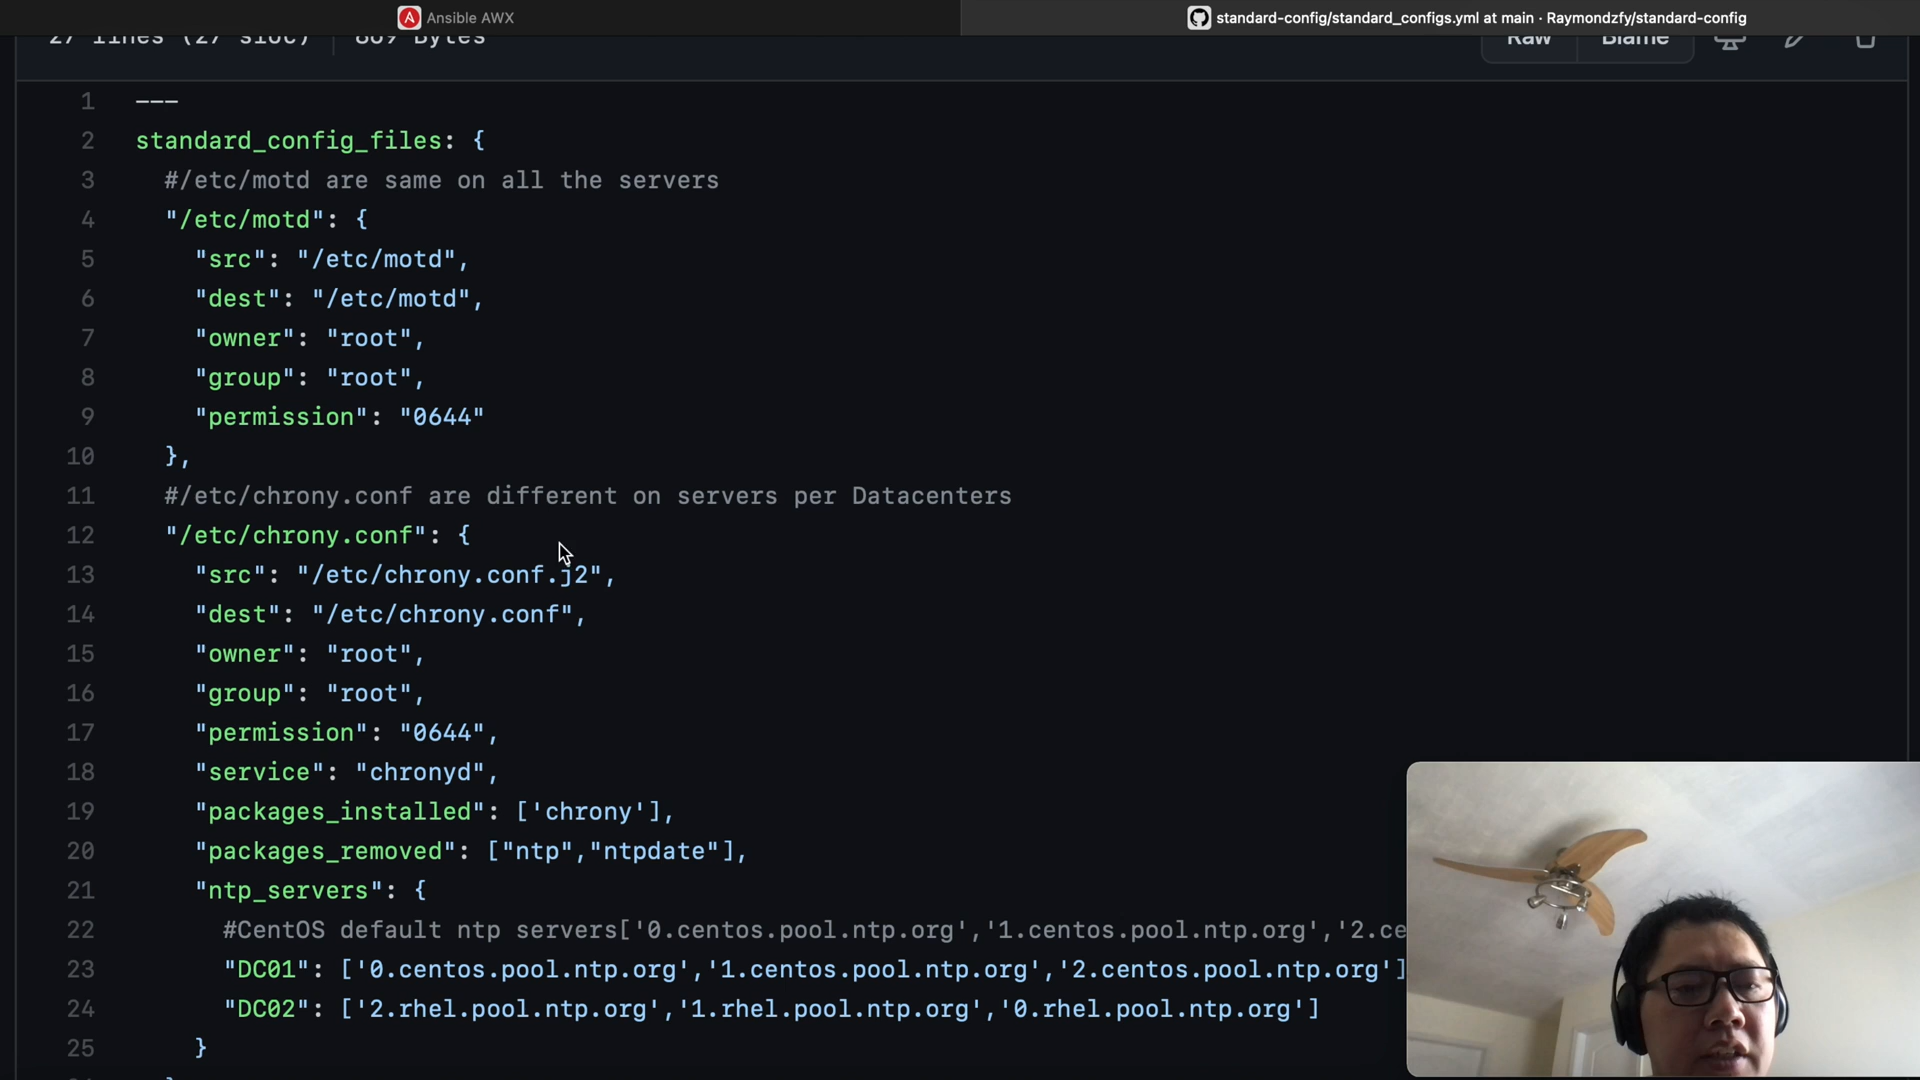 Ansible AWX
standard-config/standard_configs.yml at main · Raymondzfy/standard-config
27 lines (27 sloc) 869 Bytes
Raw Blame
1 ---
2 standard_config_files: {
3 #/etc/motd are same on all the servers
4 "/etc/motd": {
5 "src": "/etc/motd",
6 "dest": "/etc/motd",
7 "owner": "root",
8 "group": "root",
9 "permission": "0644"
10 },
11 #/etc/chrony.conf are different on servers per Datacenters
12 "/etc/chrony.conf": {
13 "src": "/etc/chrony.conf.j2",
14 "dest": "/etc/chrony.conf",
15 "owner": "root",
16 "group": "root",
17 "permission": "0644",
18 "service": "chronyd",
19 "packages_installed": ['chrony'],
20 "packages_removed": ["ntp","ntpdate"],
21 "ntp_servers": {
22 #CentOS default ntp servers['0.centos.pool.ntp.org','1.centos.pool.ntp.org','2.ce
23 "DC01": ['0.centos.pool.ntp.org','1.centos.pool.ntp.org','2.centos.pool.ntp.org']
24 "DC02": ['2.rhel.pool.ntp.org','1.rhel.pool.ntp.org','0.rhel.pool.ntp.org']
25 }